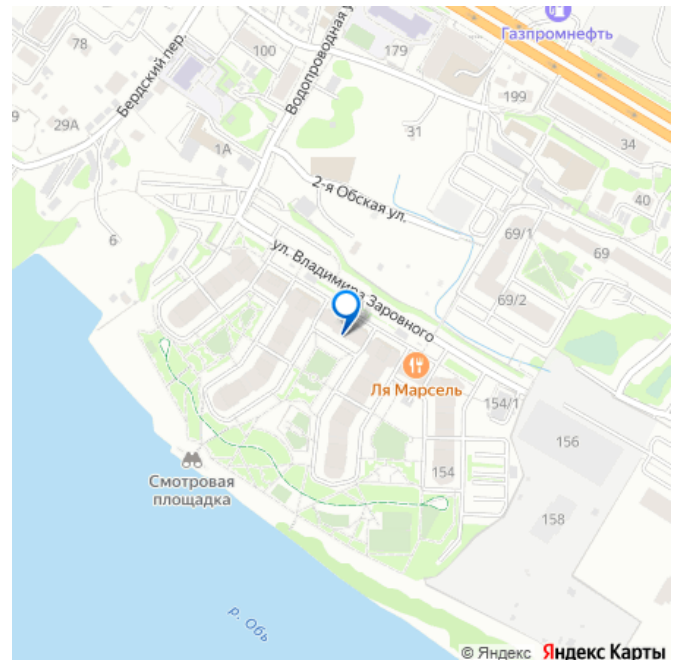 Газпромнефть
78
Бердский пер.
100
Водопроводная у
179
199
9
29А
1А
31
34
2-я Обская ул.
40
6
69/1
69
ул. Владимира Заровного
69/2
Ля Марсель
154/1
156
154
Смотровая
площадка
158
р. Обь
© Яндекс Яндекс Карты